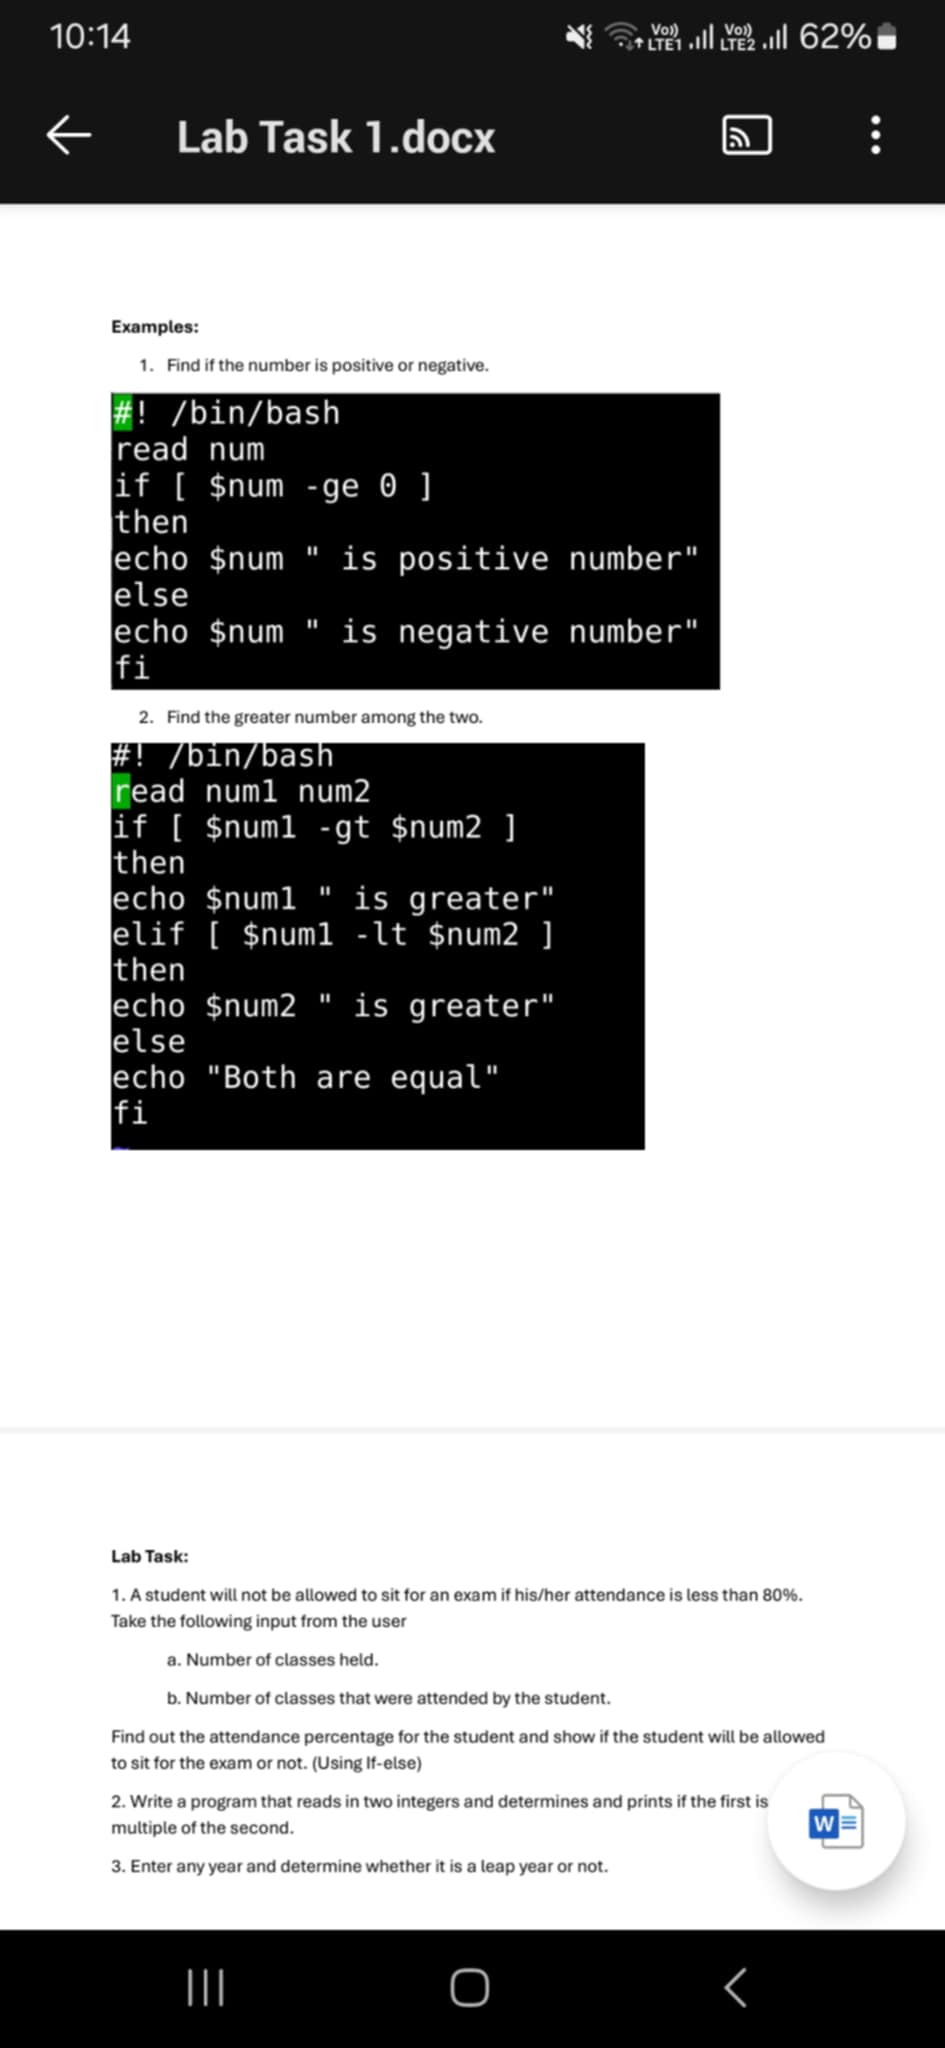 10:14 Vo)) LTE1 Vo)) LTE2 62%
Lab Task 1.docx
Examples:
1. Find if the number is positive or negative.
#! /bin/bash
read num
if [ $num -ge 0 ]
then
echo $num " is positive number"
else
echo $num " is negative number"
fi
2. Find the greater number among the two.
#! /bin/bash
read num1 num2
if [ $num1 -gt $num2 ]
then
echo $num1 " is greater"
elif [ $num1 -lt $num2 ]
then
echo $num2 " is greater"
else
echo "Both are equal"
fi
Lab Task:
1. A student will not be allowed to sit for an exam if his/her attendance is less than 80%.
Take the following input from the user
a. Number of classes held.
b. Number of classes that were attended by the student.
Find out the attendance percentage for the student and show if the student will be allowed
to sit for the exam or not. (Using If-else)
2. Write a program that reads in two integers and determines and prints if the first is
W
multiple of the second.
3. Enter any year and determine whether it is a leap year or not.